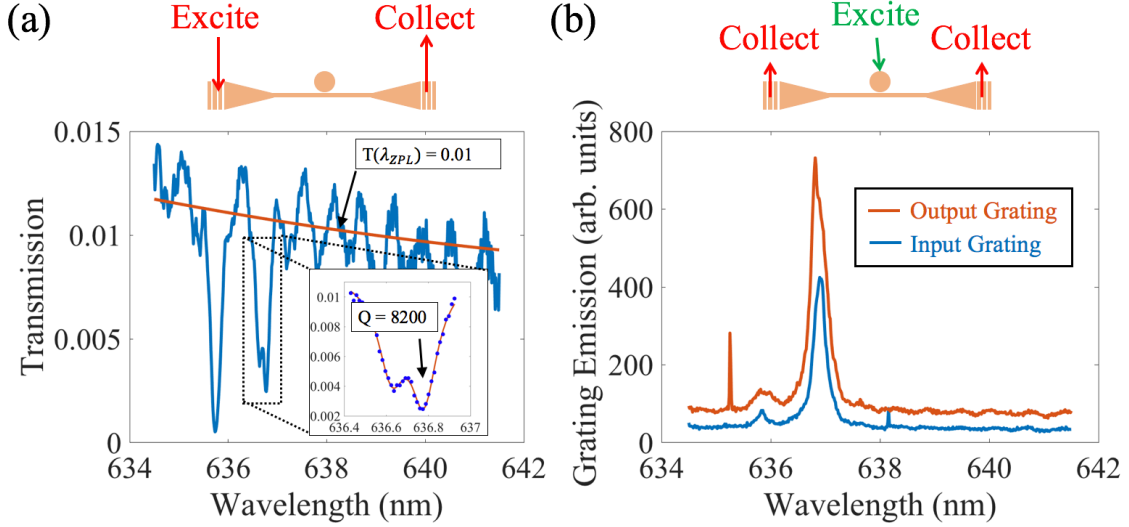 (a)
Excite
Collect
0.015
0.01
0.005
0
Transmission
T(λ_ZPL) = 0.01
0.01
0.008
0.006
0.004
0.002
Q = 8200
636.4
636.6
636.8
637
634
636
638
640
642
Wavelength (nm)
(b)
Excite
Collect
Collect
800
600
400
200
0
Grating Emission (arb. units)
Output Grating
Input Grating
634
636
638
640
642
Wavelength (nm)